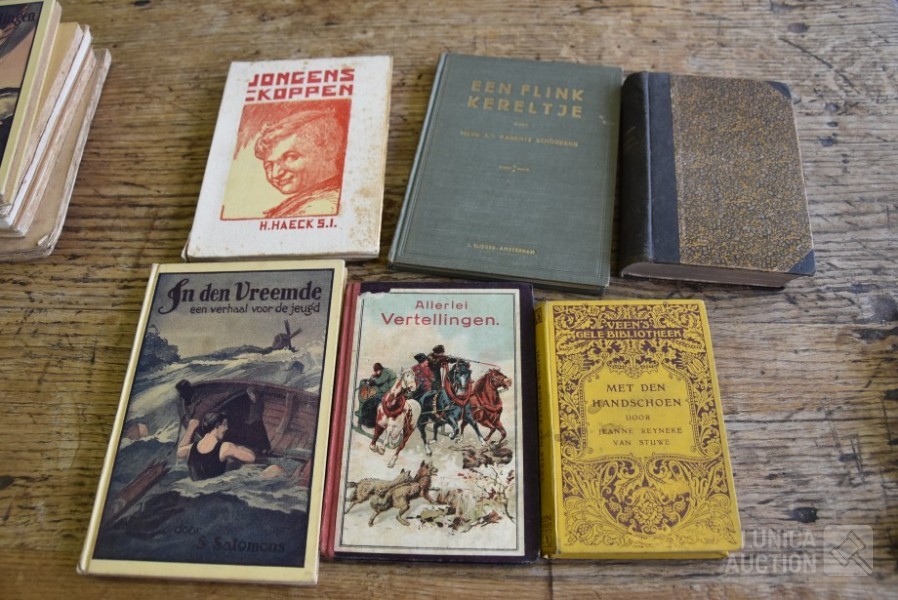 JONGENS
KOPPEN
H. HAECK S.I.
EEN FLINK
KERELTJE
In den Vreemde
een verhaal voor de jeugd
door
S. Salomons
Allerlei
Vertellingen.
VEEN'S
GELE BIBLIOTHEEK
MET DEN
HANDSCHOEN
DOOR
JEANNE REYNEKE
VAN STUWE
LUNICA
AUCTION